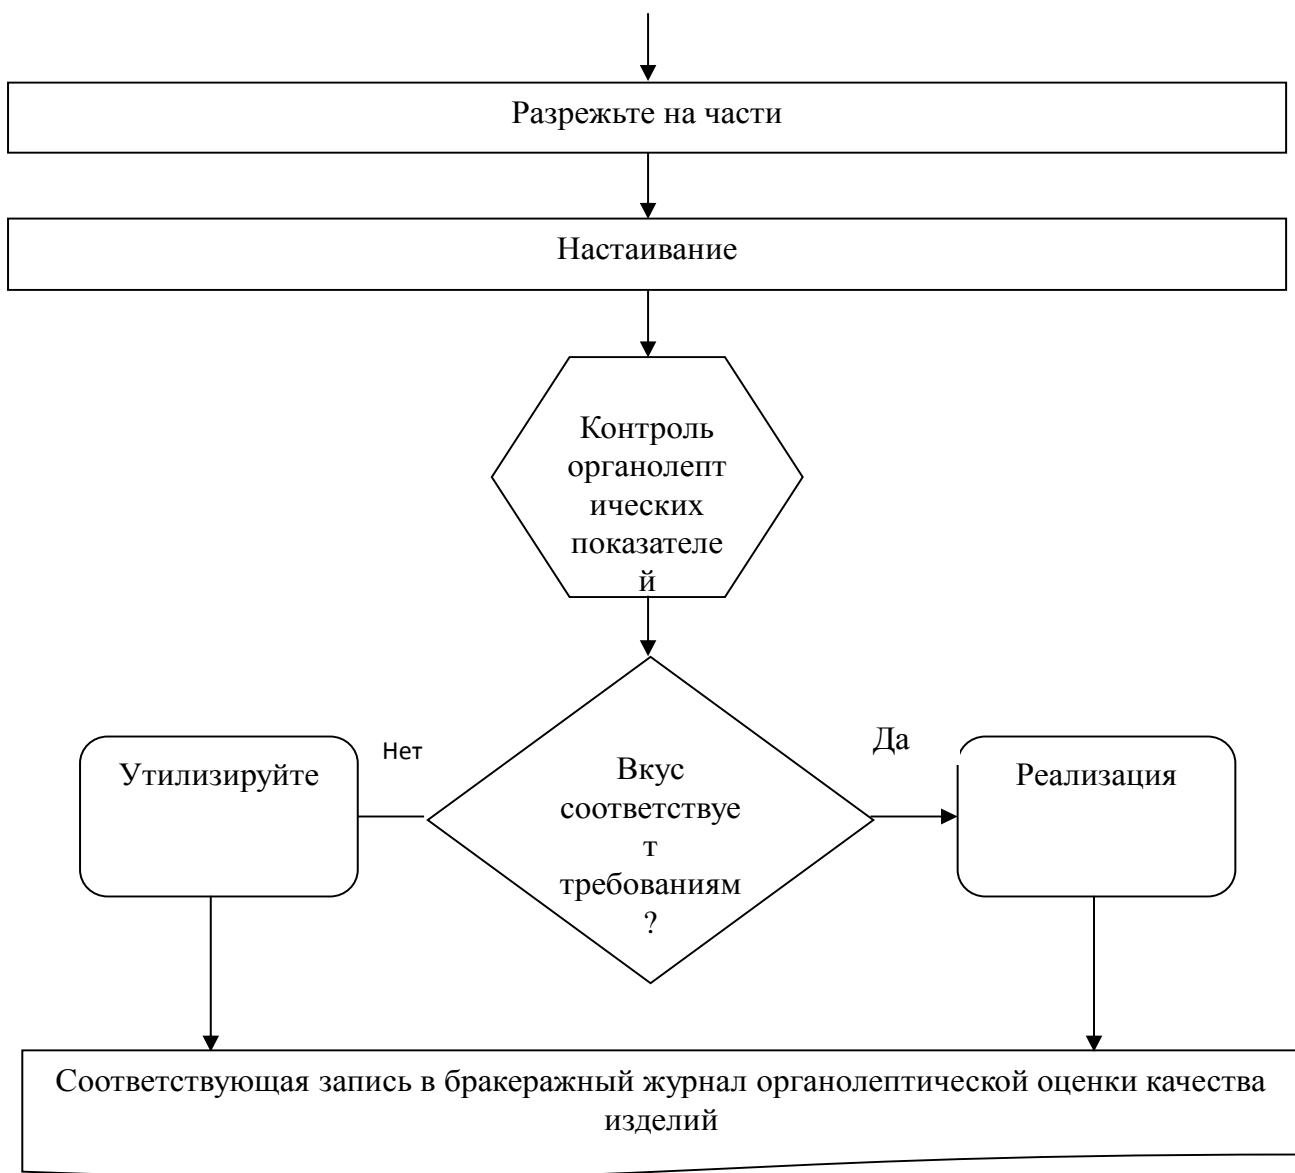 Разрежьте на части
Настаивание
Контроль
органолепт
ических
показателе
й
Нет
Да
Утилизируйте
Вкус
соответствуе
т
требованиям
?
Реализация
Соответствующая запись в бракеражный журнал органолептической оценки качества
изделий